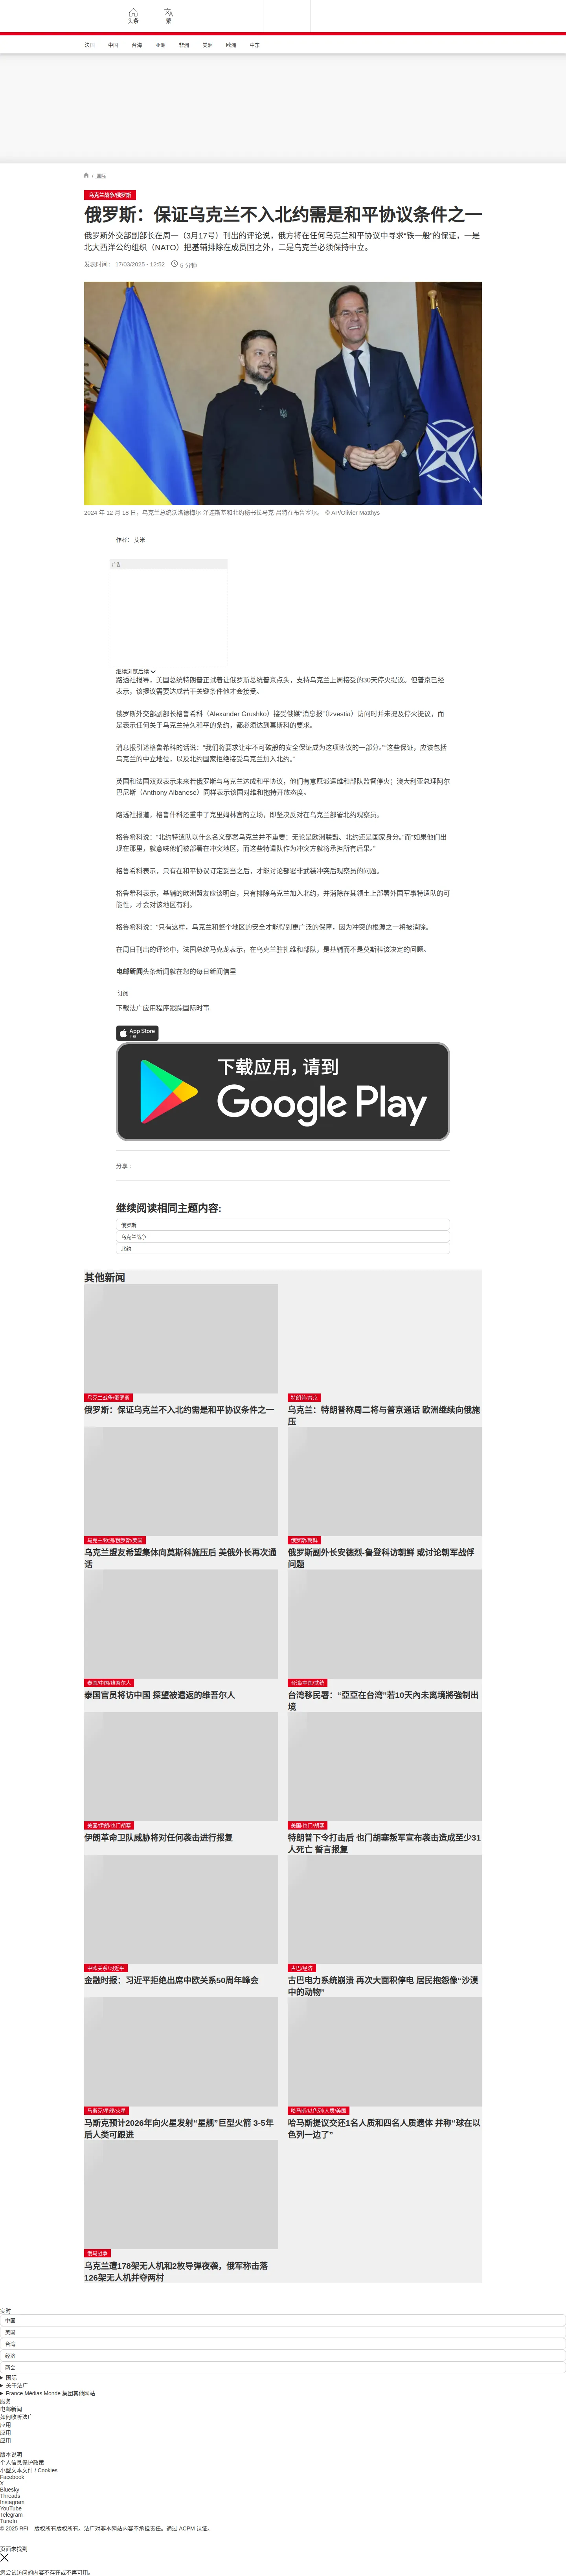 头条
繁
法国
中国
台海
亚洲
非洲
美洲
欧洲
中东
/ 国际
乌克兰战争/俄罗斯
俄罗斯：保证乌克兰不入北约需是和平协议条件之一
俄罗斯外交部副部长在周一（3月17号）刊出的评论说，俄方将在任何乌克兰和平协议中寻求“铁一般”的保证，一是
北大西洋公约组织（NATO）把基辅排除在成员国之外，二是乌克兰必须保持中立。
发表时间： 17/03/2025 - 12:52
5 分钟
2024 年 12 月 18 日，乌克兰总统沃洛德梅尔·泽连斯基和北约秘书长马克·吕特在布鲁塞尔。 © AP/Olivier Matthys
作者： 艾米
广告
继续浏览后续
路透社报导，美国总统特朗普正试着让俄罗斯总统普京点头，支持乌克兰上周接受的30天停火提议。但普京已经
表示，该提议需要达成若干关键条件他才会接受。
俄罗斯外交部副部长格鲁希科（Alexander Grushko）接受俄媒“消息报”（Izvestia）访问时并未提及停火提议，而
是表示任何关于乌克兰持久和平的条约，都必须达到莫斯科的要求。
消息报引述格鲁希科的话说：“我们将要求让牢不可破般的安全保证成为这项协议的一部分。”“这些保证，应该包括
乌克兰的中立地位，以及北约国家拒绝接受乌克兰加入北约。”
英国和法国双双表示未来若俄罗斯与乌克兰达成和平协议，他们有意愿派遣维和部队监督停火；澳大利亚总理阿尔
巴尼斯（Anthony Albanese）同样表示该国对维和抱持开放态度。
路透社报道，格鲁什科还重申了克里姆林宫的立场，即坚决反对在乌克兰部署北约观察员。
格鲁希科说：“北约特遣队以什么名义部署乌克兰并不重要：无论是欧洲联盟、北约还是国家身分。”而“如果他们出
现在那里，就意味他们被部署在冲突地区，而这些特遣队作为冲突方就将承担所有后果。”
格鲁希科表示，只有在和平协议订定妥当之后，才能讨论部署非武装冲突后观察员的问题。
格鲁希科表示，基辅的欧洲盟友应该明白，只有排除乌克兰加入北约，并消除在其领土上部署外国军事特遣队的可
能性，才会对该地区有利。
格鲁希科说：“只有这样，乌克兰和整个地区的安全才能得到更广泛的保障，因为冲突的根源之一将被消除。
在周日刊出的评论中，法国总统马克龙表示，在乌克兰驻扎维和部队，是基辅而不是莫斯科该决定的问题。
电邮新闻头条新闻就在您的每日新闻信里
订阅
下载法广应用程序跟踪国际时事
App Store
下载
下载应用，请到
Google Play
分享 :
继续阅读相同主题内容:
俄罗斯
乌克兰战争
北约
其他新闻
乌克兰战争/俄罗斯
俄罗斯：保证乌克兰不入北约需是和平协议条件之一
特朗普/普京
乌克兰：特朗普称周二将与普京通话 欧洲继续向俄施
压
乌克兰/欧洲/俄罗斯/美国
乌克兰盟友希望集体向莫斯科施压后 美俄外长再次通
话
俄罗斯/朝鲜
俄罗斯副外长安德烈-鲁登科访朝鲜 或讨论朝军战俘
问题
泰国/中国/维吾尔人
泰国官员将访中国 探望被遣返的维吾尔人
台湾/中国/武统
台湾移民署：“亞亞在台湾”若10天內未离境將強制出
境
美国/伊朗/也门胡塞
伊朗革命卫队威胁将对任何袭击进行报复
美国/也门/胡塞
特朗普下令打击后 也门胡塞叛军宣布袭击造成至少31
人死亡 誓言报复
中欧关系/习近平
金融时报：习近平拒绝出席中欧关系50周年峰会
古巴/经济
古巴电力系统崩溃 再次大面积停电 居民抱怨像“沙漠
中的动物”
马斯克/星舰/火星
马斯克预计2026年向火星发射“星舰”巨型火箭 3-5年
后人类可跟进
哈马斯/以色列/人质/美国
哈马斯提议交还1名人质和四名人质遗体 并称“球在以
色列一边了”
俄乌战争
乌克兰遭178架无人机和2枚导弹夜袭，俄军称击落
126架无人机并夺两村
实时
中国
美国
台湾
经济
两会
国际
关于法广
France Médias Monde 集团其他网站
服务
电邮新闻
如何收听法广
应用
应用
应用
版本说明
个人信息保护政策
小型文本文件 / Cookies
Facebook
X
Bluesky
Threads
Instagram
YouTube
Telegram
TuneIn
© 2025 RFI – 版权所有版权所有。法广对非本网站内容不承担责任。通过 ACPM 认证。
页面未找到
您尝试访问的内容不存在或不再可用。